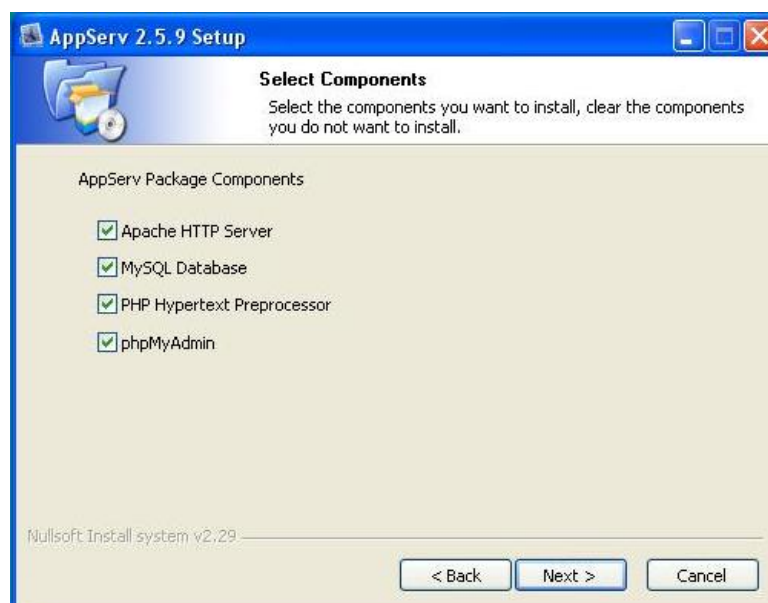 AppServ 2.5.9 Setup
Select Components
Select the components you want to install, clear the components
you do not want to install.
AppServ Package Components
Apache HTTP Server
MySQL Database
PHP Hypertext Preprocessor
phpMyAdmin
Nullsoft Install system v2.29
< Back Next > Cancel